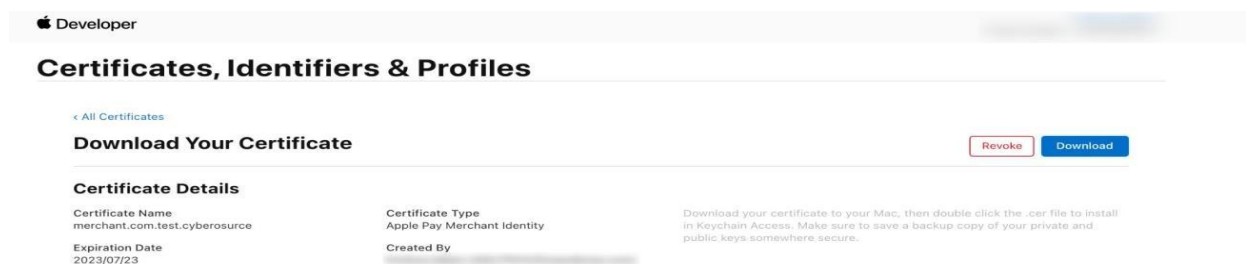 Developer
Certificates, Identifiers & Profiles
< All Certificates
Download Your Certificate
Revoke
Download
Certificate Details
Certificate Name
merchant.com.test.cyberosurce
Certificate Type
Apple Pay Merchant Identity
Download your certificate to your Mac, then double click the .cer file to install
in Keychain Access. Make sure to save a backup copy of your private and
public keys somewhere secure.
Expiration Date
2023/07/23
Created By